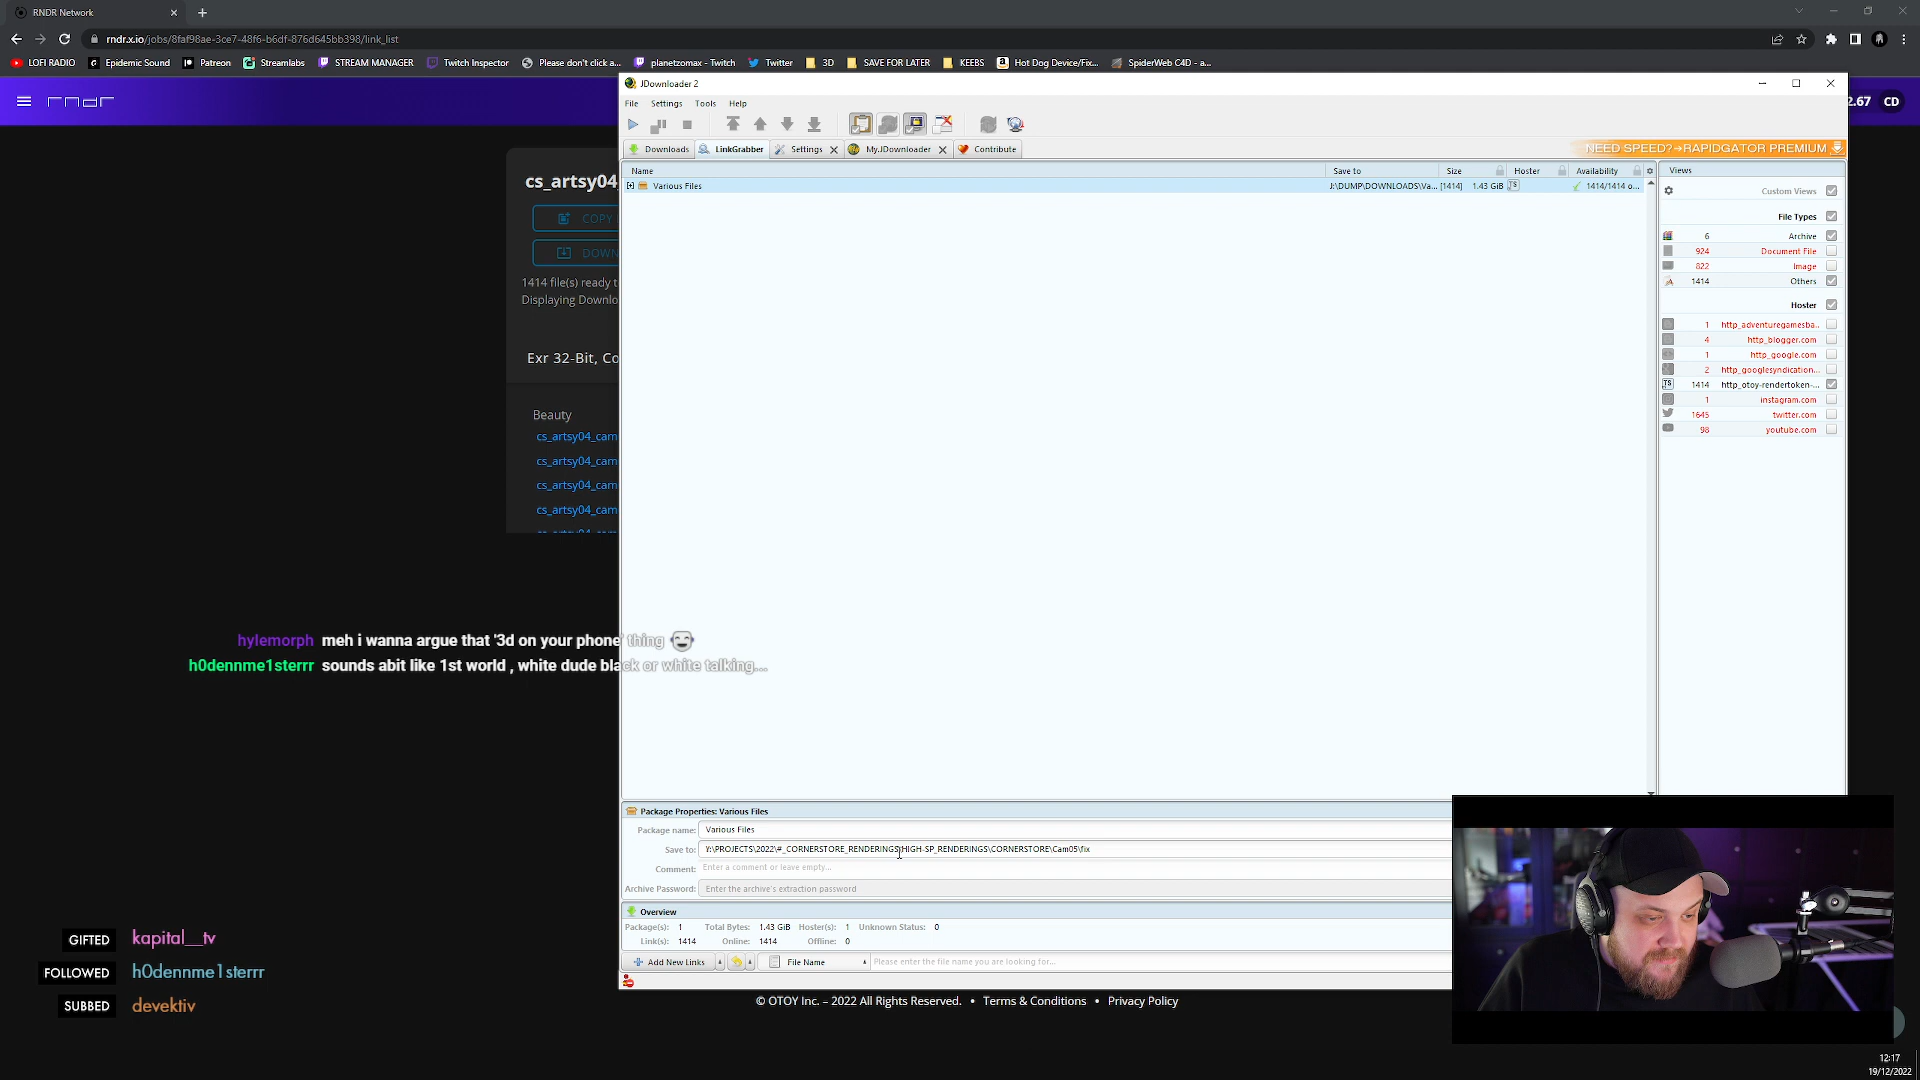 RNDR Network
rndr.x.io/jobs/8faf98ae-3ce7-48f6-b6df-876d645bb398/link_list
LOFI RADIO
Epidemic Sound
Patreon
Streamlabs
STREAM MANAGER
Twitch Inspector
Please don't click a...
planetzomax - Twitch
Twitter
3D
SAVE FOR LATER
KEEBS
Hot Dog Device/Fix...
SpiderWeb C4D - a...
rndr
2.67 CD
cs_artsy04
COPY
DOWN
1414 file(s) ready t
Displaying Downlo
Exr 32-Bit, Co
Beauty
cs_artsy04_cam
cs_artsy04_cam
cs_artsy04_cam
cs_artsy04_cam
JDownloader 2
File Settings Tools Help
Downloads LinkGrabber Settings My.JDownloader Contribute
NEED SPEED?→RAPIDGATOR PREMIUM
Name Save to Size Hoster Availability
Various Files J:\DUMP\DOWNLOADS\Va... [1414] 1.43 GiB 1414/1414 o...
Views
Custom Views
File Types
6 Archive
924 Document File
822 Image
1414 Others
Hoster
1 http_adventuregamesba...
4 http_blogger.com
1 http_google.com
2 http_googlesyndication...
1414 http_otoy-rendertoken-...
1 instagram.com
1645 twitter.com
98 youtube.com
hylemorph meh i wanna argue that '3d on your phone' thing
h0dennme1sterrr sounds abit like 1st world , white dude black or white talking...
Package Properties: Various Files
Package name: Various Files
Save to: Y:\PROJECTS\2022\#_CORNERSTORE_RENDERINGS\HIGH-SP_RENDERINGS\CORNERSTORE\Cam05\fix
Comment: Enter a comment or leave empty...
Archive Password: Enter the archive's extraction password
Overview
Package(s): 1 Total Bytes: 1.43 GiB Hoster(s): 1 Unknown Status: 0
Link(s): 1414 Online: 1414 Offline: 0
Add New Links File Name Please enter the file name you are looking for...
GIFTED kapital__tv
FOLLOWED h0dennme1sterrr
SUBBED devektiv
© OTOY Inc. – 2022 All Rights Reserved. • Terms & Conditions • Privacy Policy
12:17
19/12/2022